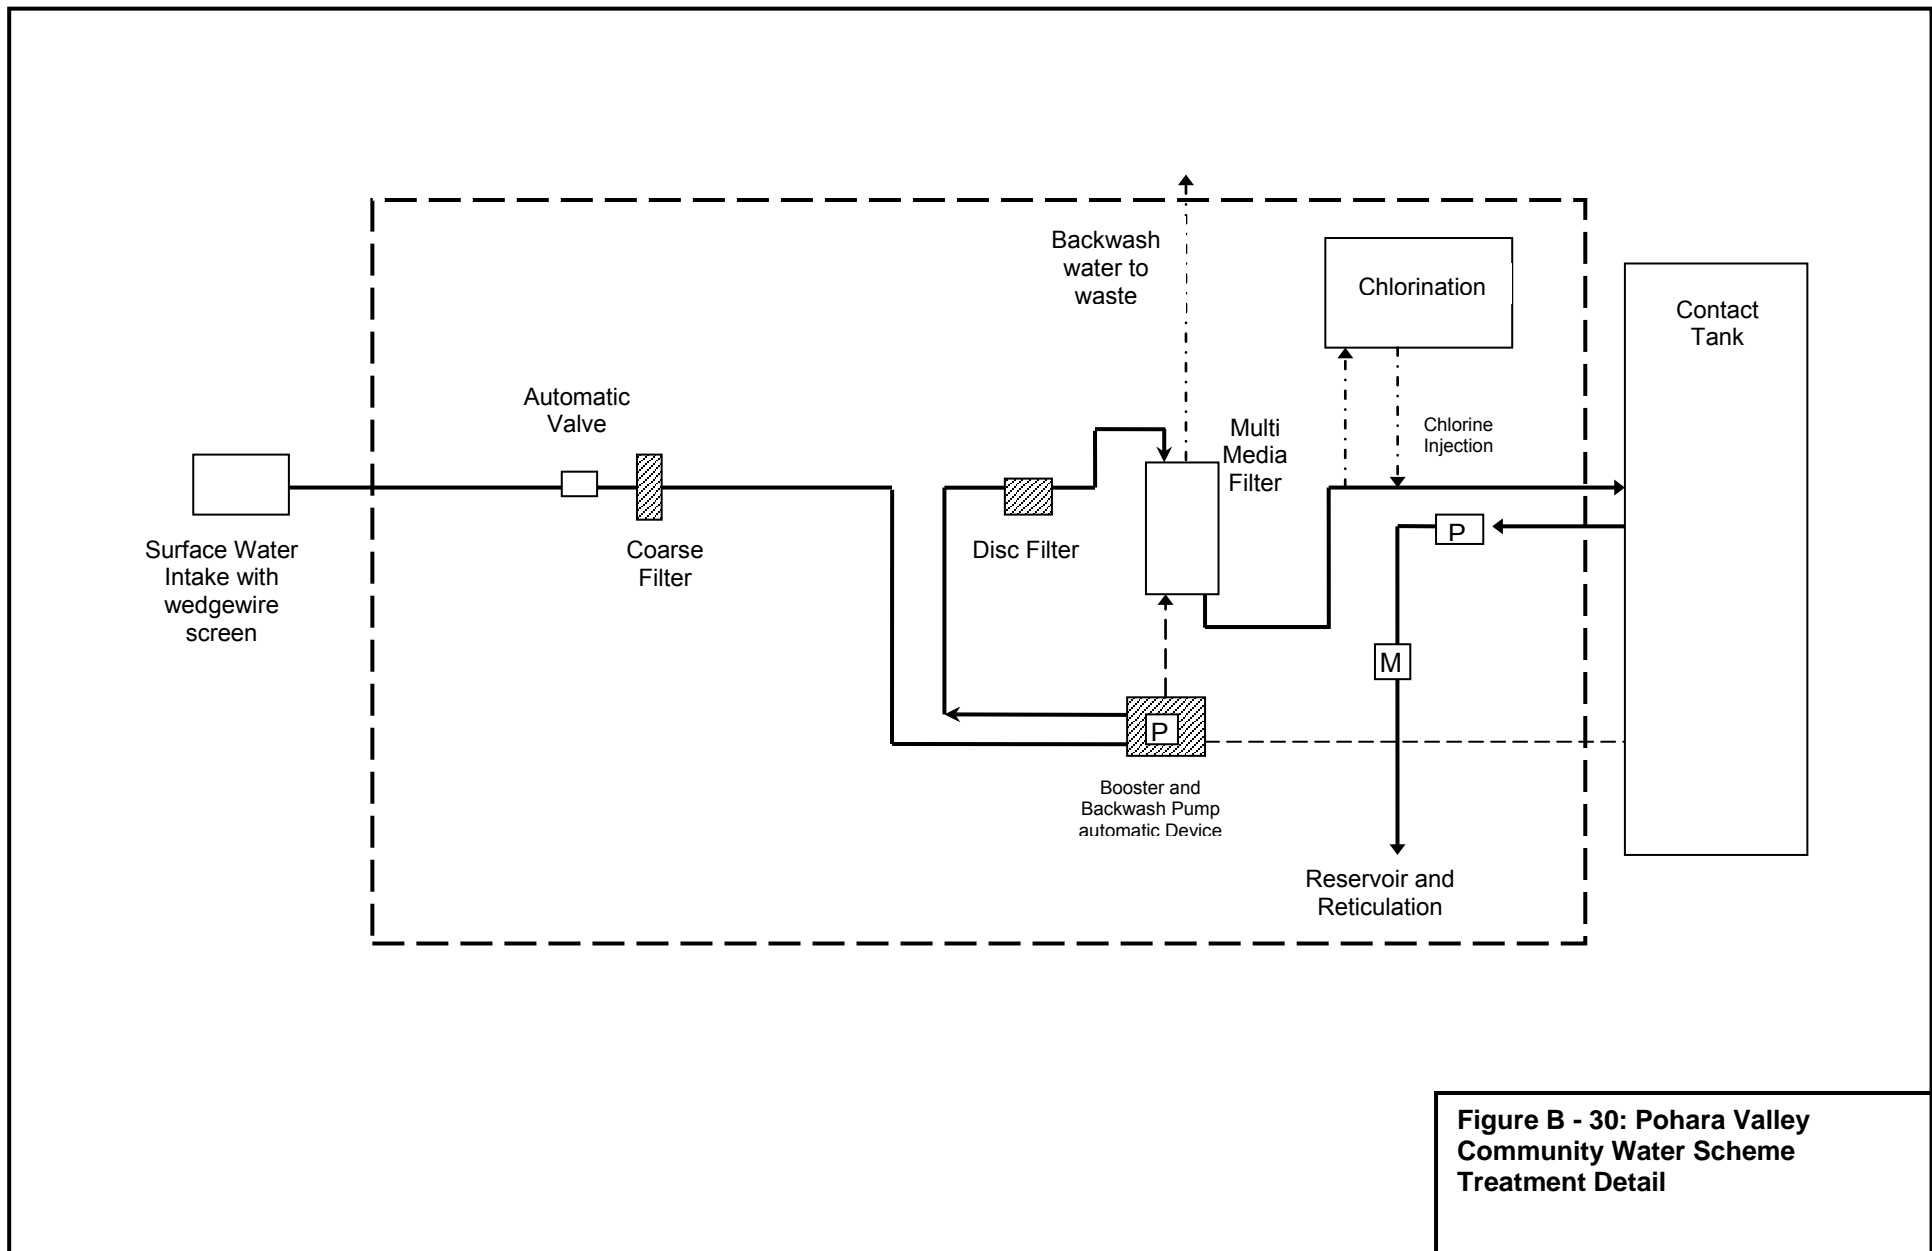 Backwash
water to
waste
Chlorination
Contact
Tank
Automatic
Valve
Chlorine
Injection
Multi
Media
Filter
Surface Water
Intake with
wedgewire
screen
Coarse
Filter
Disc Filter
P
M
P
Booster and
Backwash Pump
automatic Device
Reservoir and
Reticulation
Figure B - 30: Pohara Valley
Community Water Scheme
Treatment Detail